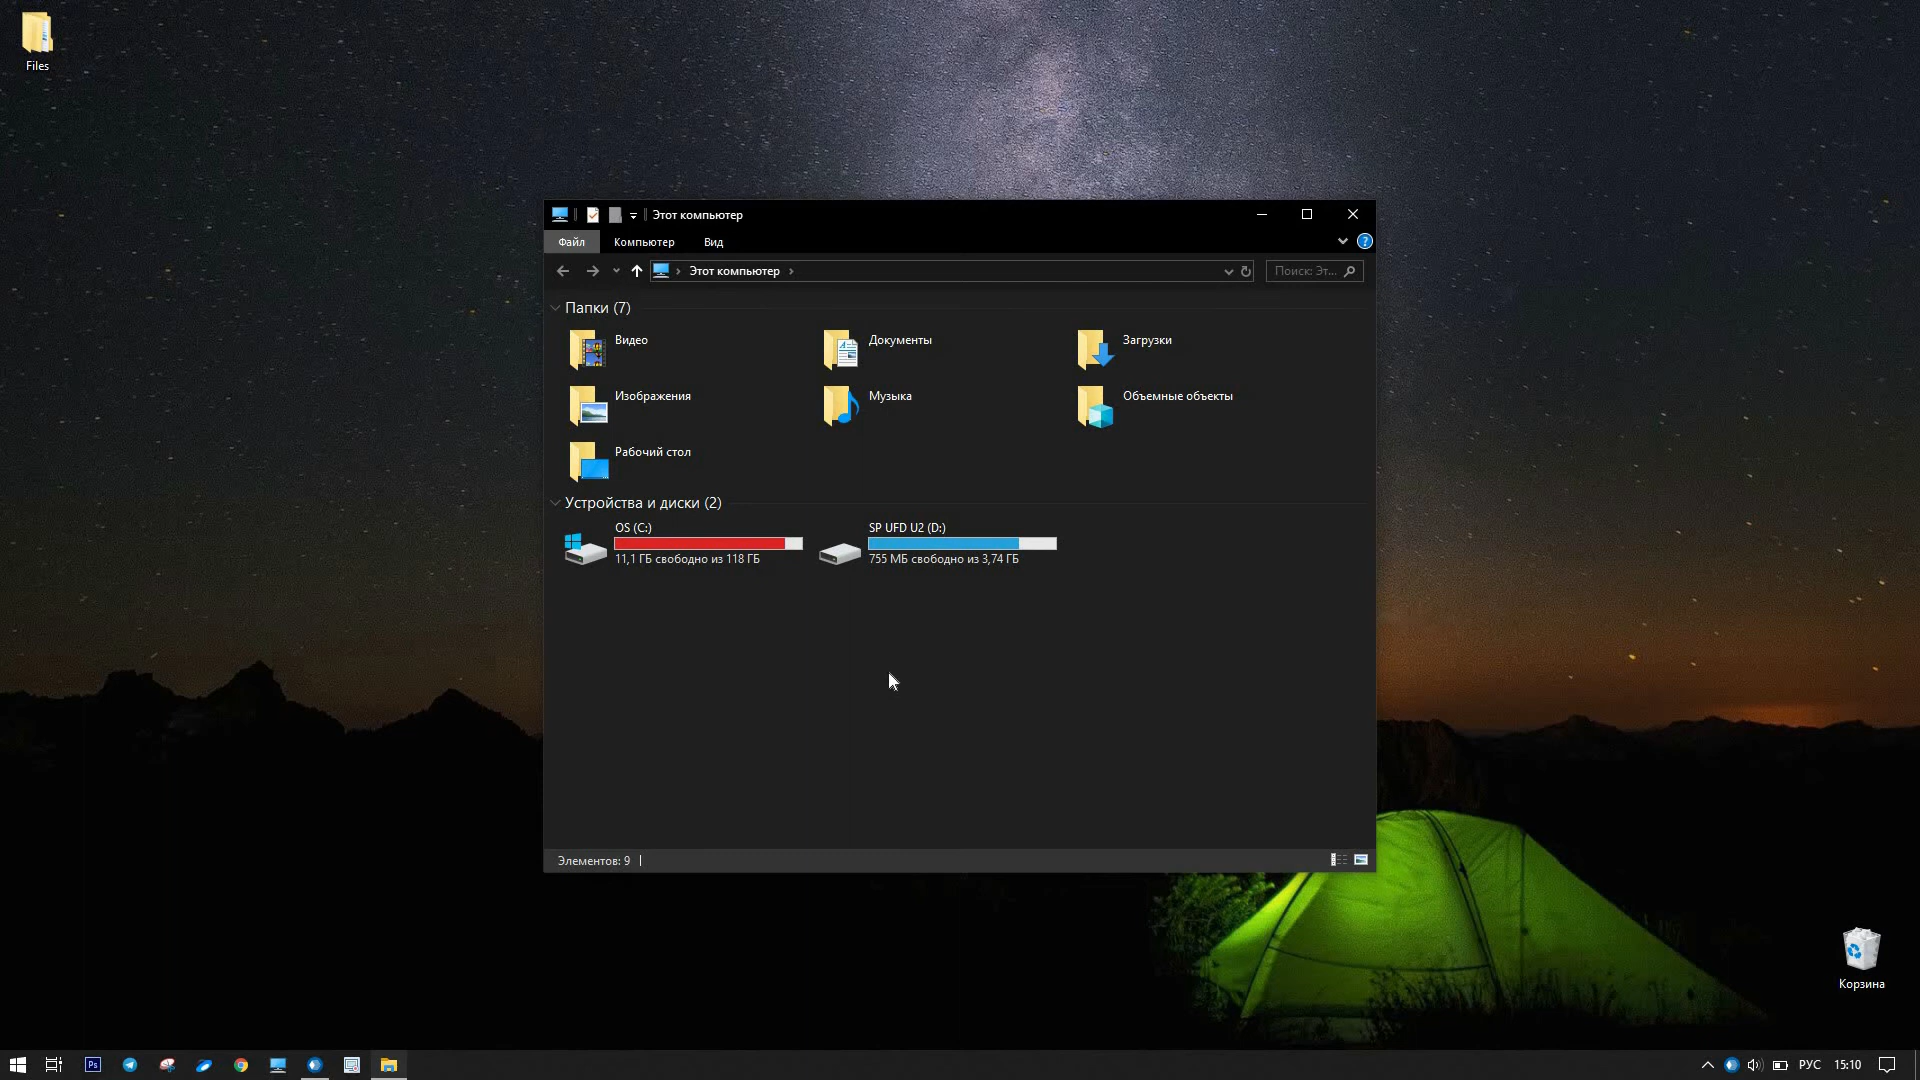 Files
Этот компьютер
Файл
Компьютер
Вид
Этот компьютер
Поиск: Эт...
Папки (7)
Видео
Документы
Загрузки
Изображения
Музыка
Объемные объекты
Рабочий стол
Устройства и диски (2)
OS (C:)
11,1 ГБ свободно из 118 ГБ
SP UFD U2 (D:)
755 МБ свободно из 3,74 ГБ
Элементов: 9
Корзина
Ps
РУС
15:10